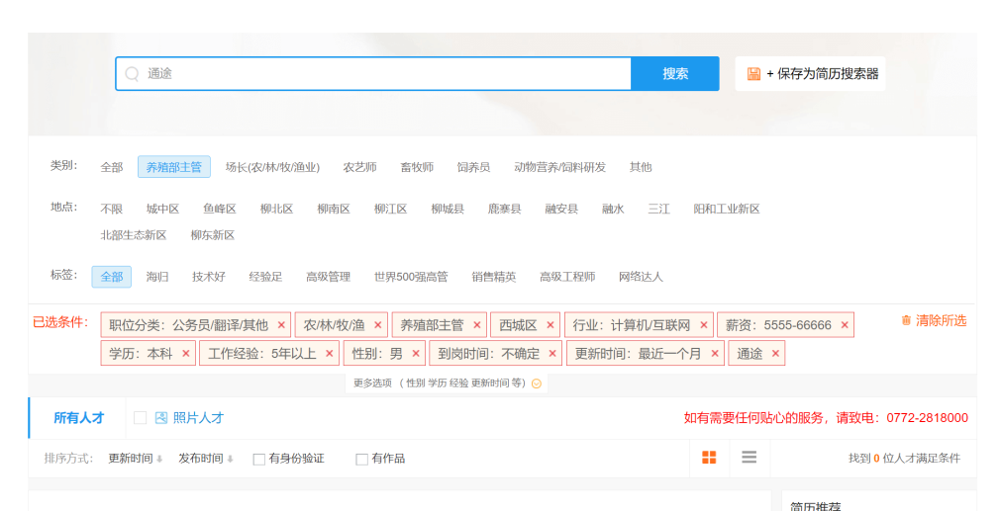 通途 搜索 + 保存为简历搜索器
类别: 全部 养殖部主管 场长(农/林/牧/渔业) 农艺师 畜牧师 饲养员 动物营养/饲料研发 其他
地点: 不限 城中区 鱼峰区 柳北区 柳南区 柳江区 柳城县 鹿寨县 融安县 融水 三江 阳和工业新区
北部生态新区 柳东新区
标签: 全部 海归 技术好 经验足 高级管理 世界500强高管 销售精英 高级工程师 网络达人
已选条件: 职位分类: 公务员/翻译/其他 × 农/林/牧/渔 × 养殖部主管 × 西城区 × 行业: 计算机/互联网 × 薪资: 5555-66666 × 清除所选
学历: 本科 × 工作经验: 5年以上 × 性别: 男 × 到岗时间: 不确定 × 更新时间: 最近一个月 × 通途 ×
更多选项 ( 性别 学历 经验 更新时间 等)
所有人才 照片人才 如有需要任何贴心的服务, 请致电: 0772-2818000
排序方式: 更新时间 发布时间 有身份验证 有作品 找到 0 位人才满足条件
简历推荐